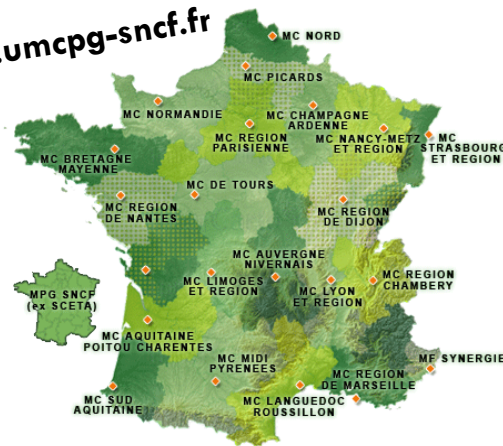 .umcpg-sncf.fr
MC NORD
MC PICARDS
MC NORMANDIE
MC CHAMPAGNE
ARDENNE
MC REGION
PARISIENNE
MC NANCY-METZ
ET REGION
MC
STRASBOURG
ET REGION
MC BRETAGNE
MAYENNE
MC DE TOURS
MC REGION
DE NANTES
MC REGION
DE DIJON
MC AUVERGNE
NIVERNAIS
MC LIMOGES
ET REGION
MC LYON
ET REGION
MC REGION
CHAMBERY
MPG SNCF
(ex SCETA)
MC AQUITAINE
POITOU CHARENTES
MC MIDI
PYRENEES
MF SYNERGIE
MC REGION
DE MARSEILLE
MC SUD
AQUITAINE
MC LANGUEDOC
ROUSSILLON